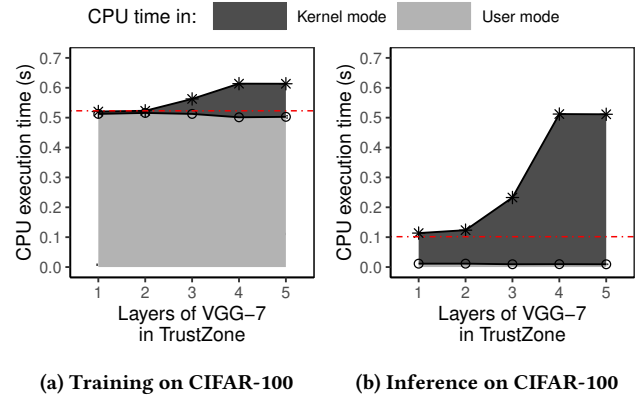 CPU time in: Kernel mode User mode
CPU execution time (s)
0.7
0.6
0.5
0.4
0.3
0.2
0.1
0.0
1 2 3 4 5
Layers of VGG−7
in TrustZone
(a) Training on CIFAR-100
CPU execution time (s)
0.7
0.6
0.5
0.4
0.3
0.2
0.1
0.0
1 2 3 4 5
Layers of VGG−7
in TrustZone
(b) Inference on CIFAR-100